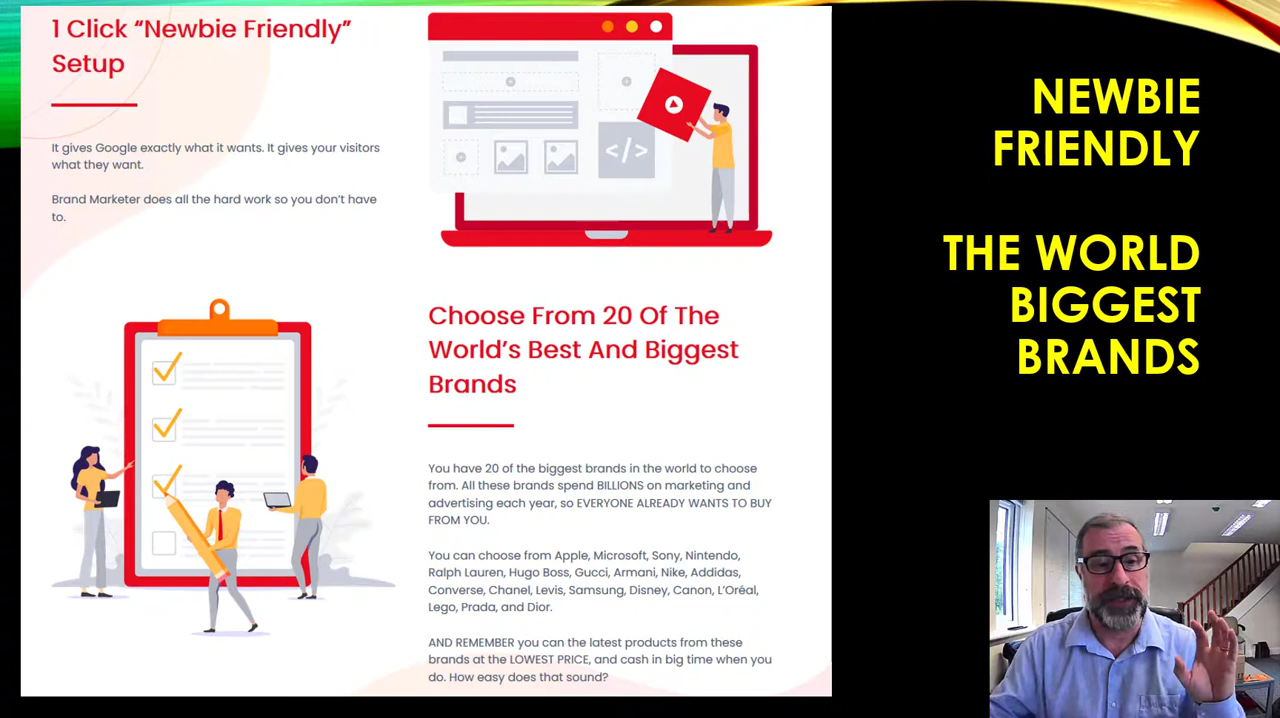 1 Click “Newbie Friendly”
Setup
It gives Google exactly what it wants. It gives your visitors
what they want.
Brand Marketer does all the hard work so you don’t have
to.
</>
Choose From 20 Of The
World’s Best And Biggest
Brands
You have 20 of the biggest brands in the world to choose
from. All these brands spend BILLIONS on marketing and
advertising each year, so EVERYONE ALREADY WANTS TO BUY
FROM YOU.
You can choose from Apple, Microsoft, Sony, Nintendo,
Ralph Lauren, Hugo Boss, Gucci, Armani, Nike, Addidas,
Converse, Chanel, Levis, Samsung, Disney, Canon, L’Oréal,
Lego, Prada, and Dior.
AND REMEMBER you can the latest products from these
brands at the LOWEST PRICE, and cash in big time when you
do. How easy does that sound?
NEWBIE
FRIENDLY
THE WORLD
BIGGEST
BRANDS